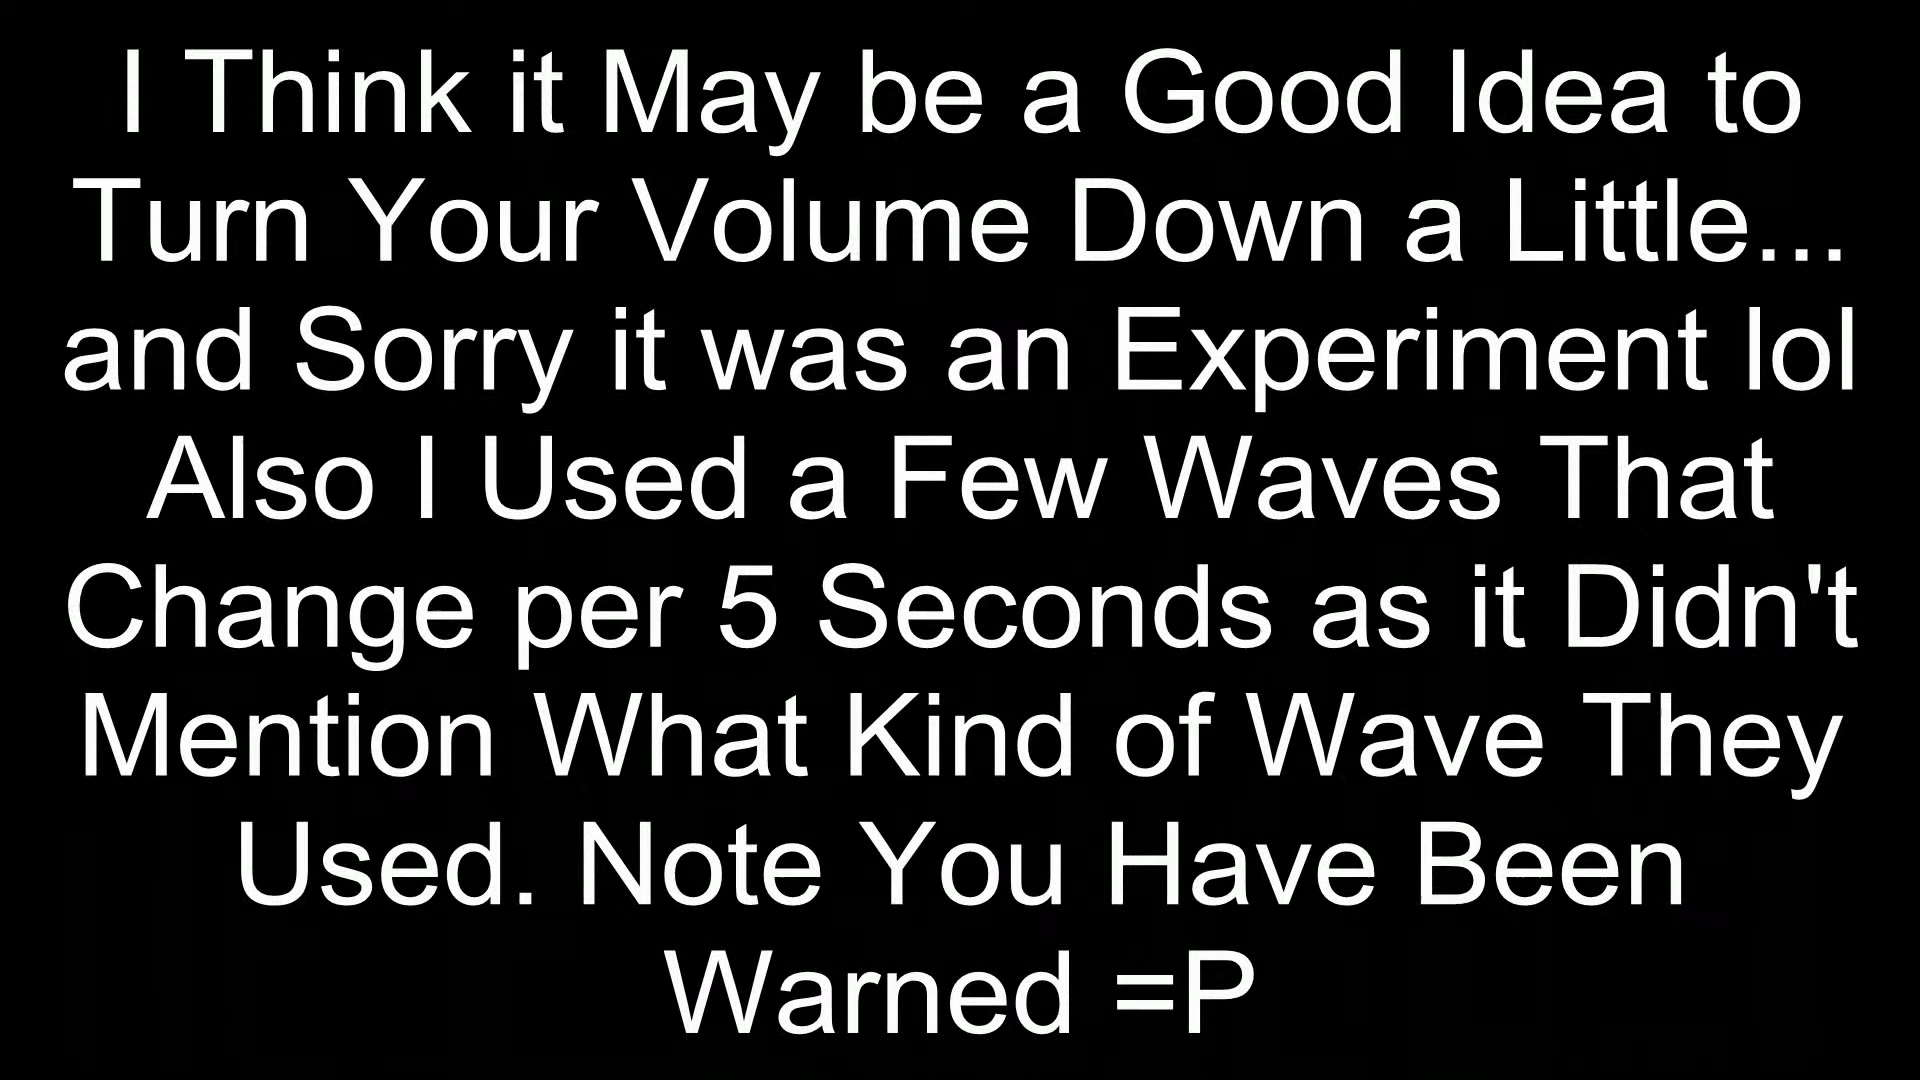 I Think it May be a Good Idea to
Turn Your Volume Down a Little...
and Sorry it was an Experiment lol
Also I Used a Few Waves That
Change per 5 Seconds as it Didn't
Mention What Kind of Wave They
Used. Note You Have Been
Warned =P